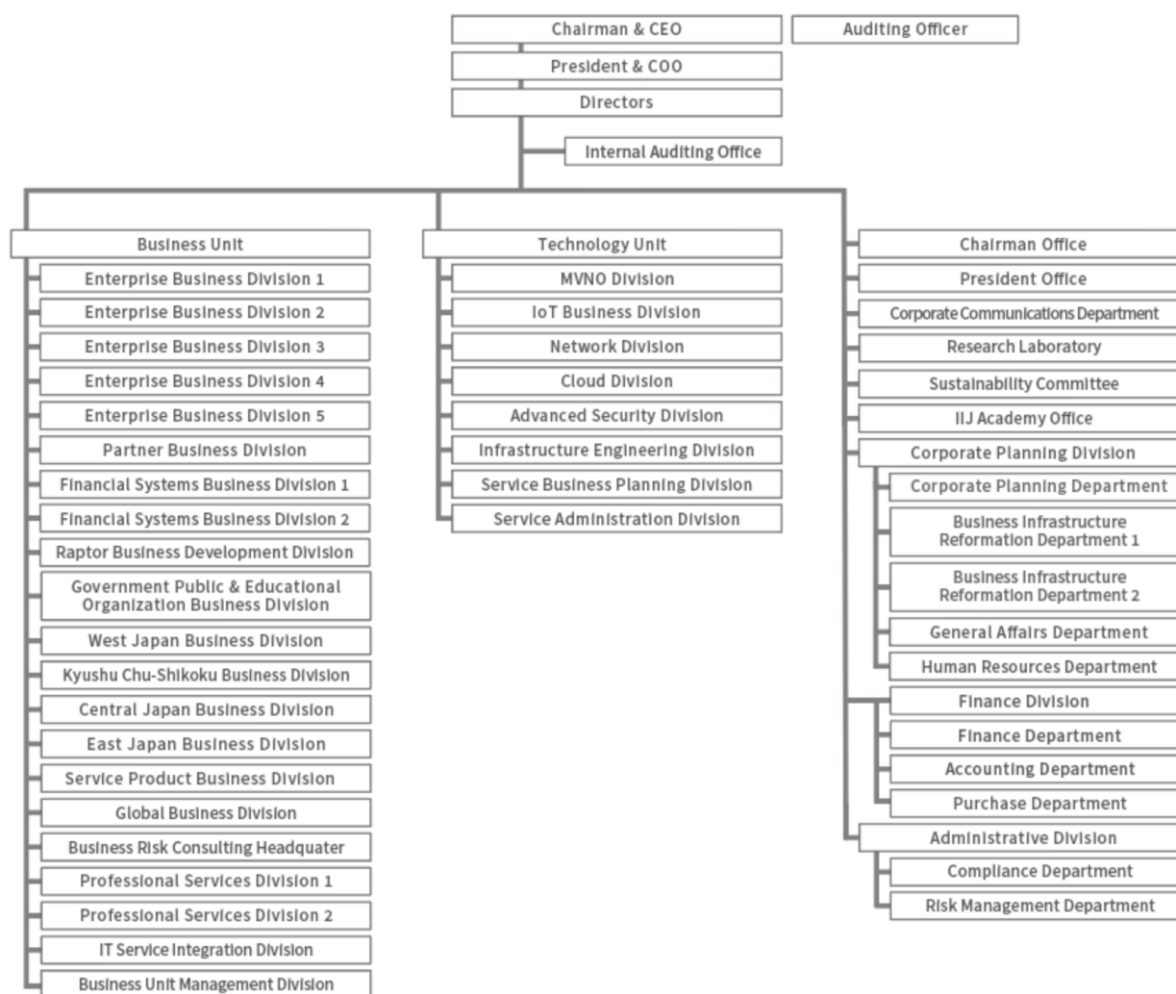 Chairman & CEO
Auditing Officer
President & COO
Directors
Internal Auditing Office
Business Unit
Enterprise Business Division 1
Enterprise Business Division 2
Enterprise Business Division 3
Enterprise Business Division 4
Enterprise Business Division 5
Partner Business Division
Financial Systems Business Division 1
Financial Systems Business Division 2
Raptor Business Development Division
Government Public & Educational
Organization Business Division
West Japan Business Division
Kyushu Chu-Shikoku Business Division
Central Japan Business Division
East Japan Business Division
Service Product Business Division
Global Business Division
Business Risk Consulting Headquater
Professional Services Division 1
Professional Services Division 2
IT Service Integration Division
Business Unit Management Division
Technology Unit
MVNO Division
IoT Business Division
Network Division
Cloud Division
Advanced Security Division
Infrastructure Engineering Division
Service Business Planning Division
Service Administration Division
Chairman Office
President Office
Corporate Communications Department
Research Laboratory
Sustainability Committee
IIJ Academy Office
Corporate Planning Division
Corporate Planning Department
Business Infrastructure
Reformation Department 1
Business Infrastructure
Reformation Department 2
General Affairs Department
Human Resources Department
Finance Division
Finance Department
Accounting Department
Purchase Department
Administrative Division
Compliance Department
Risk Management Department